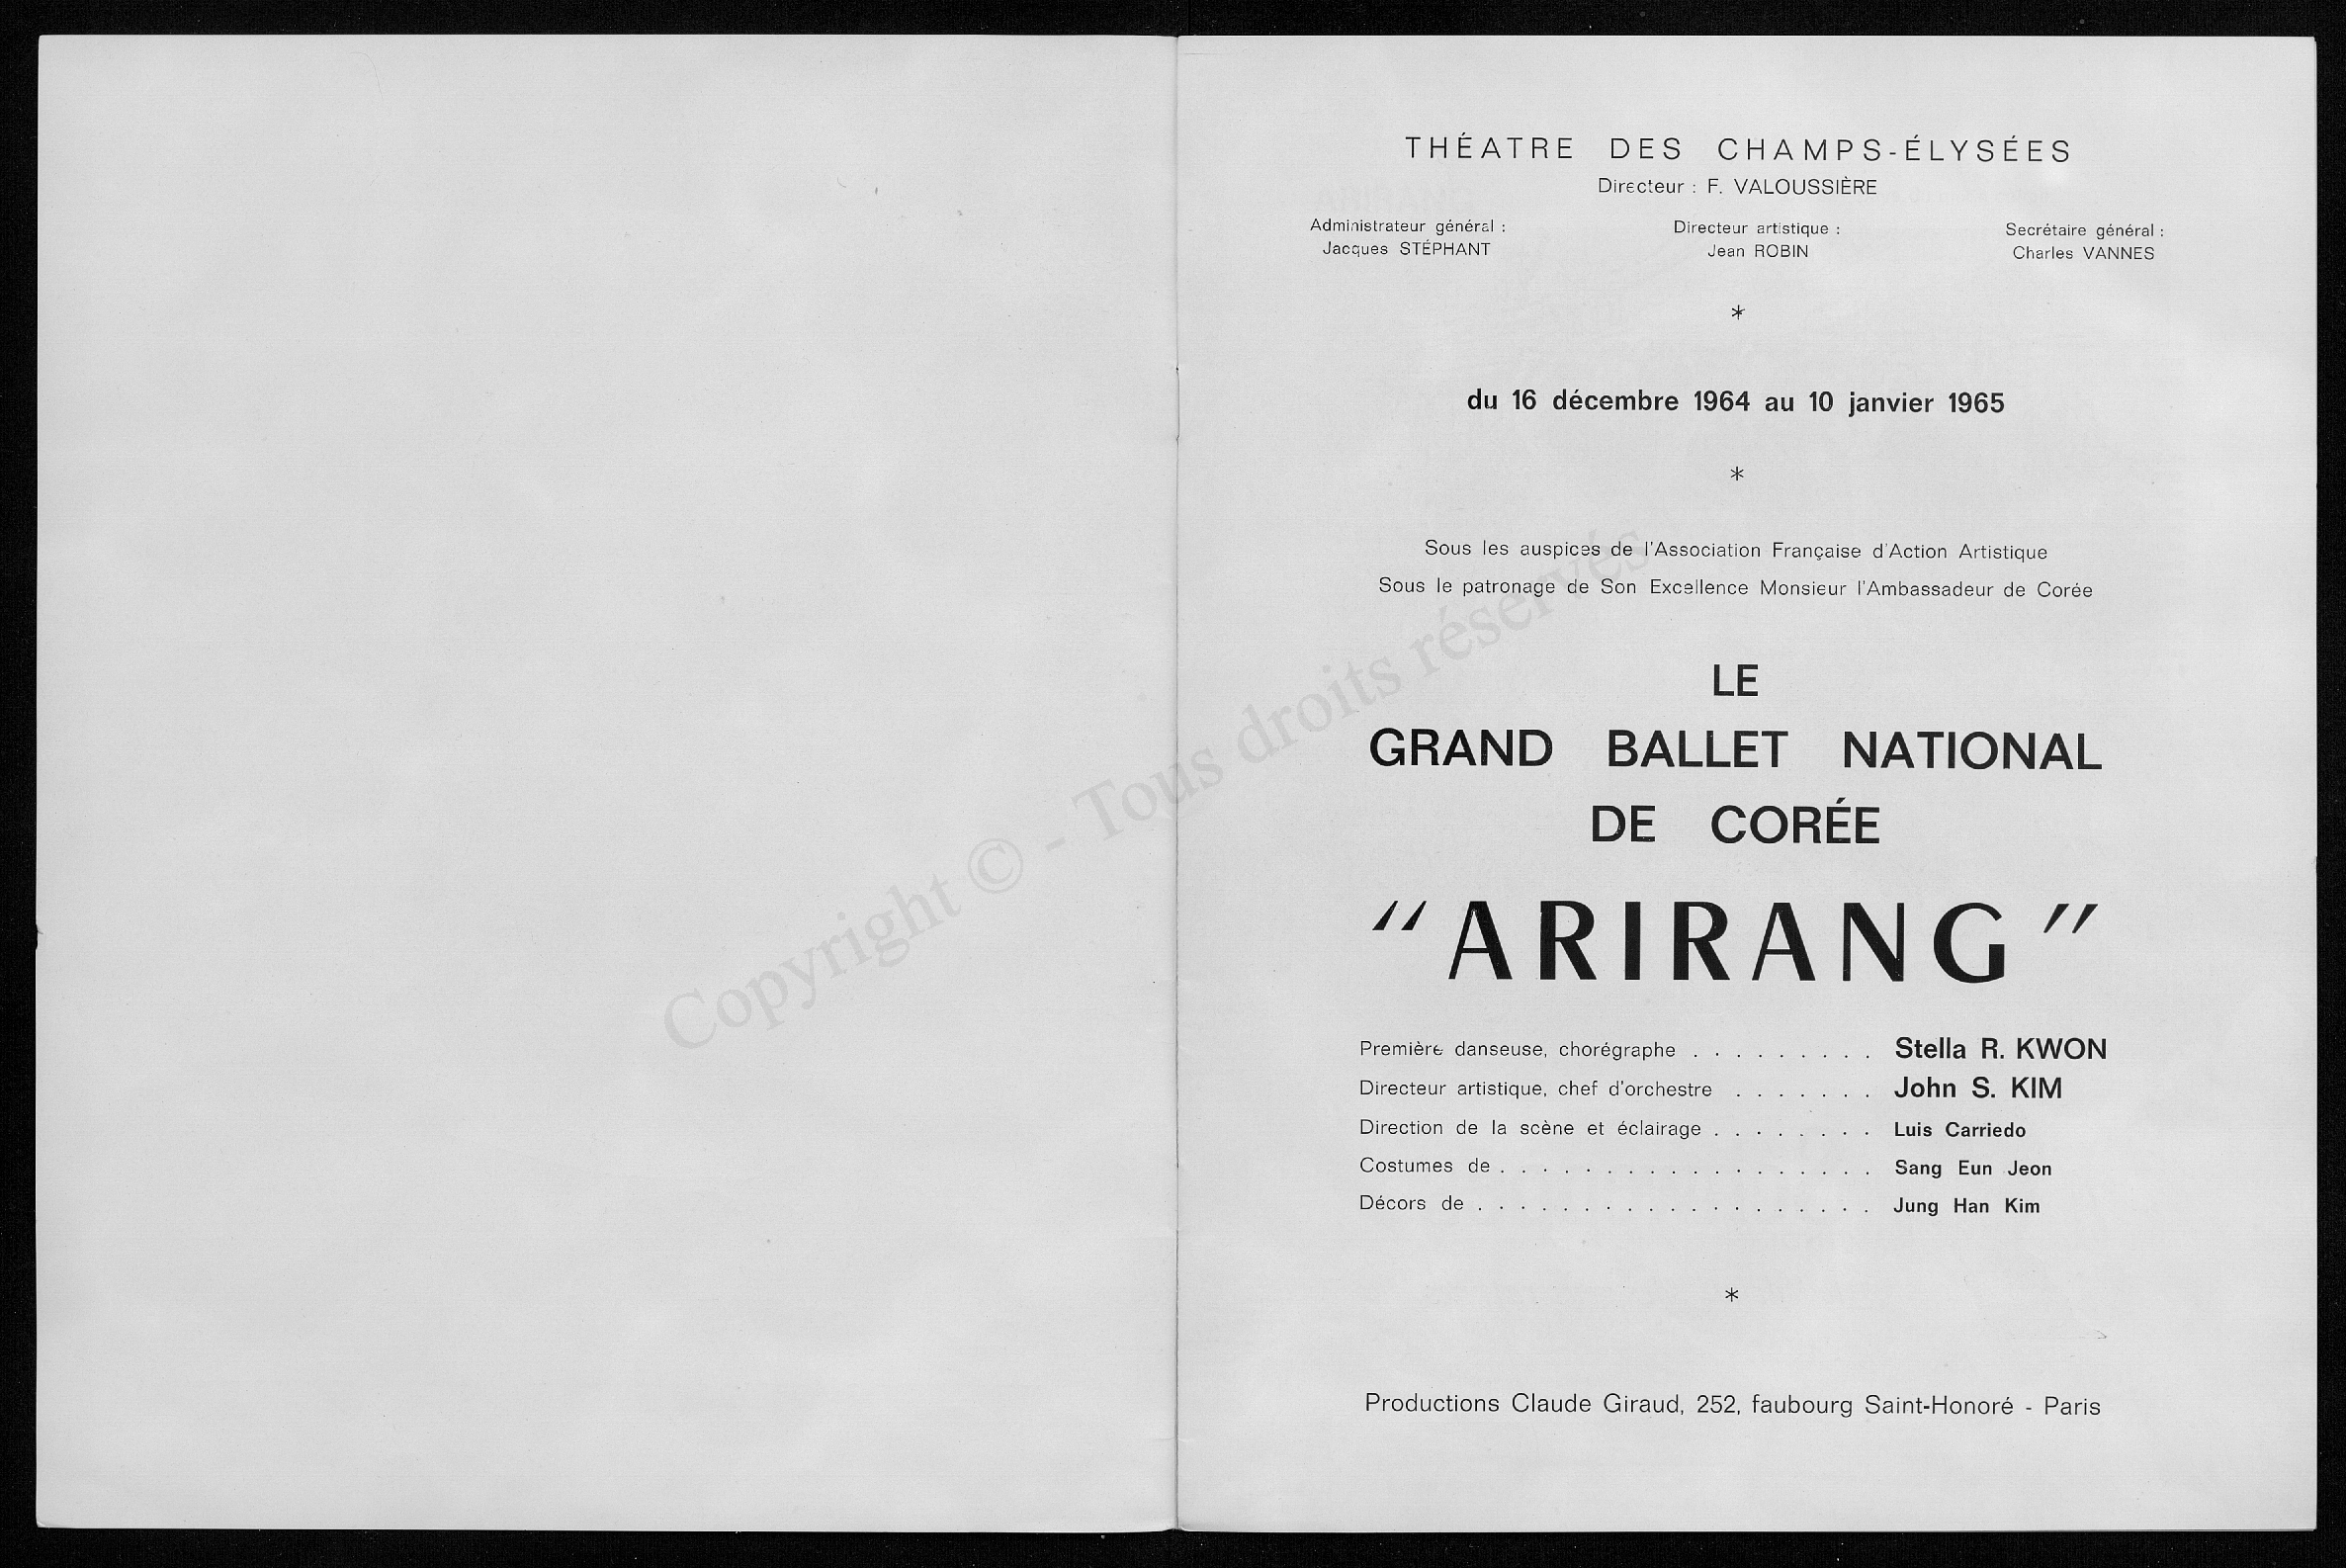 THÉATRE DES CHAMPS-ÉLYSÉES
Directeur : F. VALOUSSIÈRE
Administrateur général :
Jacques STÉPHANT
Directeur artistique :
Jean ROBIN
Secrétaire général :
Charles VANNES
*
du 16 décembre 1964 au 10 janvier 1965
*
Sous les auspices de l'Association Française d'Action Artistique
Sous le patronage de Son Excellence Monsieur l'Ambassadeur de Corée
LE
GRAND BALLET NATIONAL
DE CORÉE
"ARIRANG"
Première danseuse, chorégraphe . . . . . . . . . Stella R. KWON
Directeur artistique, chef d'orchestre . . . . . . . John S. KIM
Direction de la scène et éclairage . . . . . . . . Luis Carriedo
Costumes de . . . . . . . . . . . . . . . . . . Sang Eun Jeon
Décors de . . . . . . . . . . . . . . . . . . . Jung Han Kim
*
Productions Claude Giraud, 252, faubourg Saint-Honoré - Paris
Copyright © - Tous droits réservés